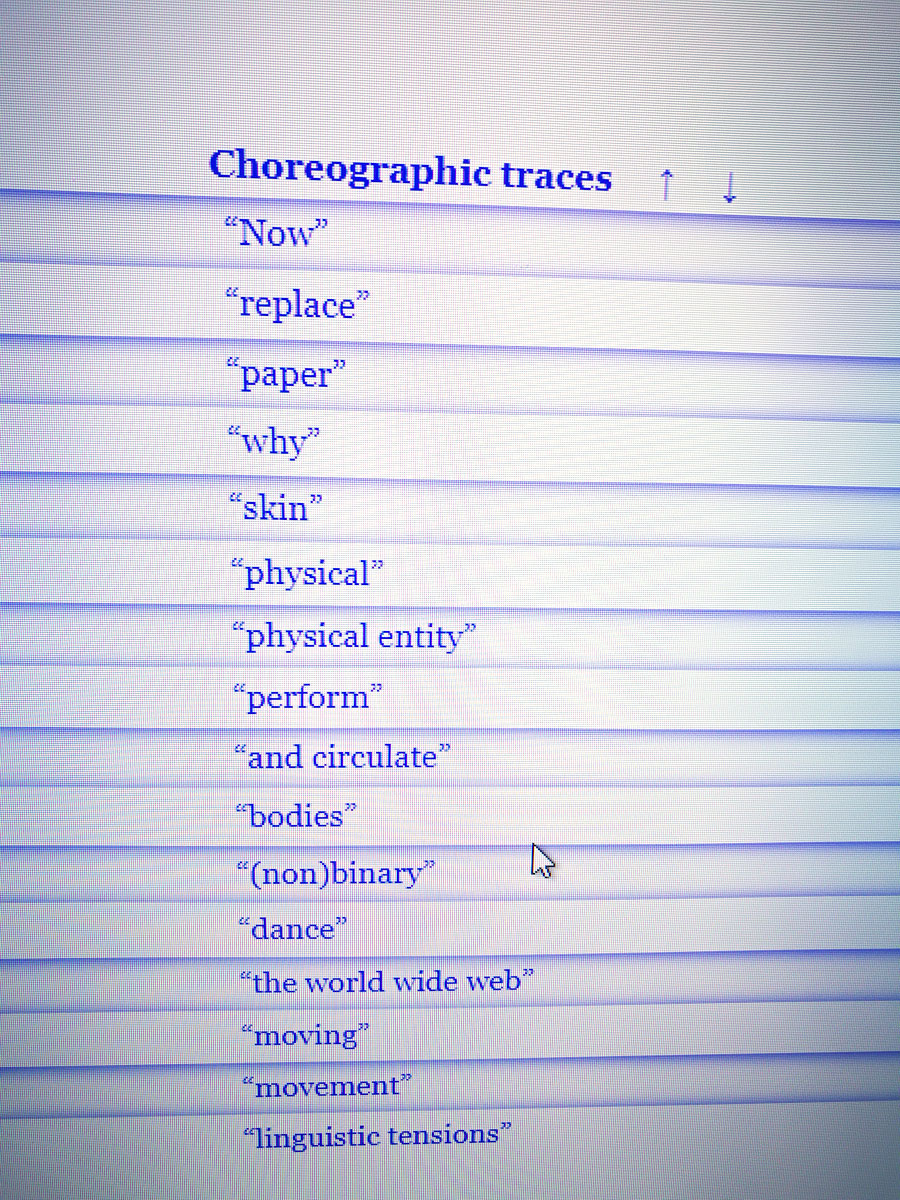 Choreographic traces ↑ ↓
“Now”
“replace”
“paper”
“why”
“skin”
“physical”
“physical entity”
“perform”
“and circulate”
“bodies”
“(non)binary”
“dance”
“the world wide web”
“moving”
“movement”
“linguistic tensions”